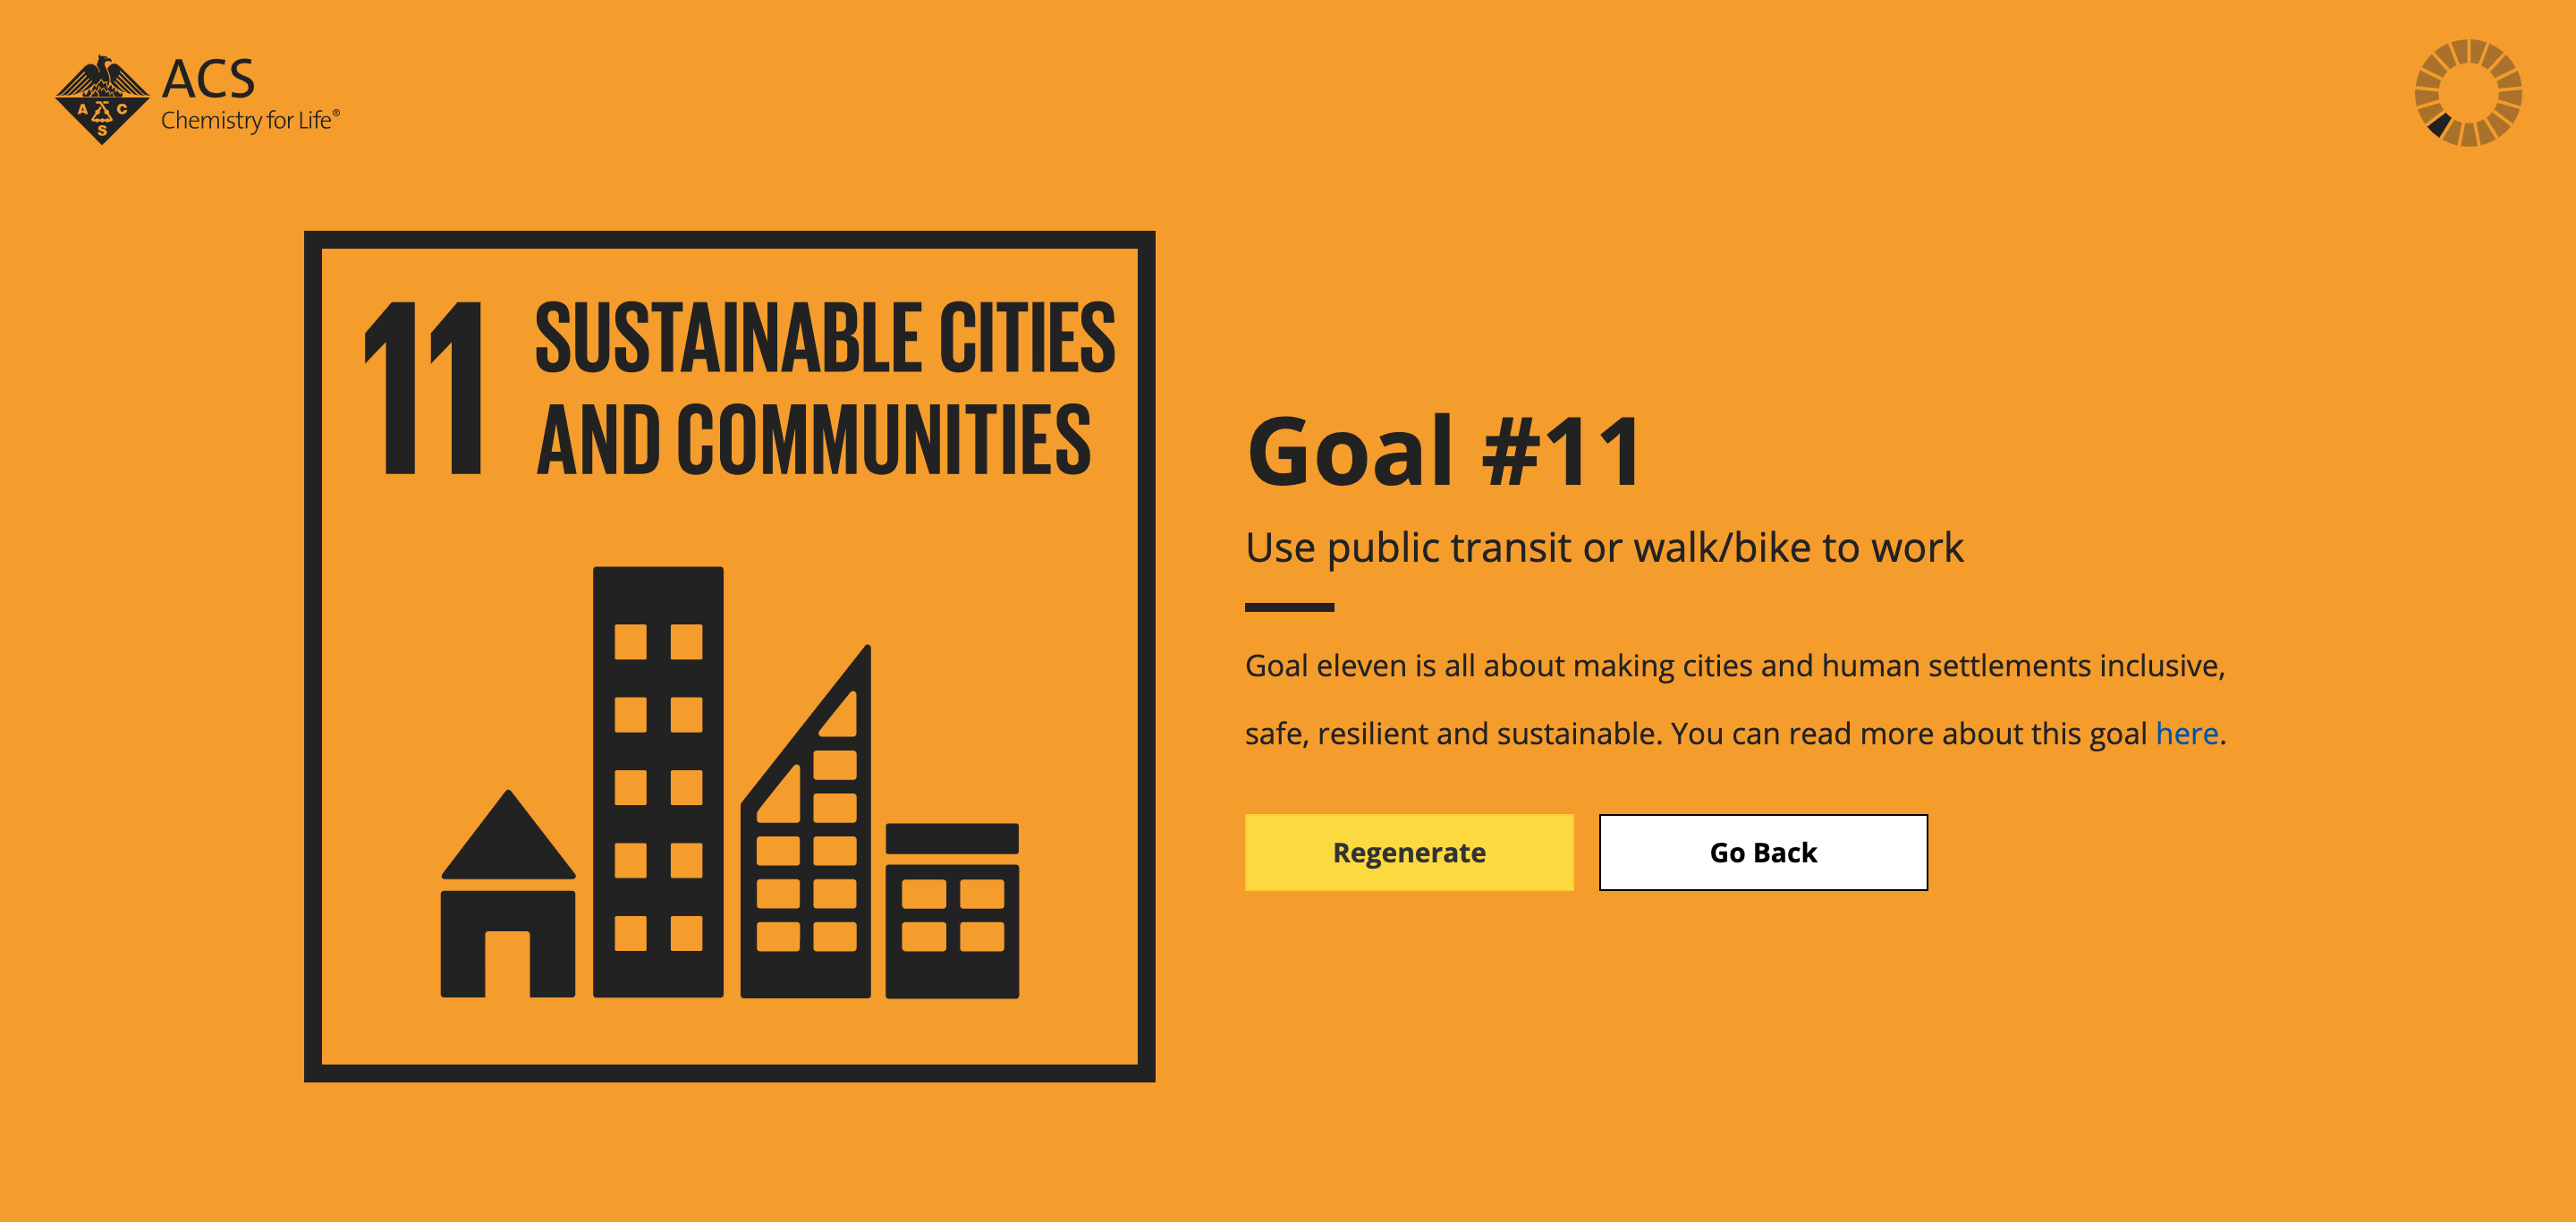 ACS
Chemistry for Life®
A C
S
11 SUSTAINABLE CITIES
AND COMMUNITIES
Goal #11
Use public transit or walk/bike to work
Goal eleven is all about making cities and human settlements inclusive,
safe, resilient and sustainable. You can read more about this goal here.
Regenerate
Go Back